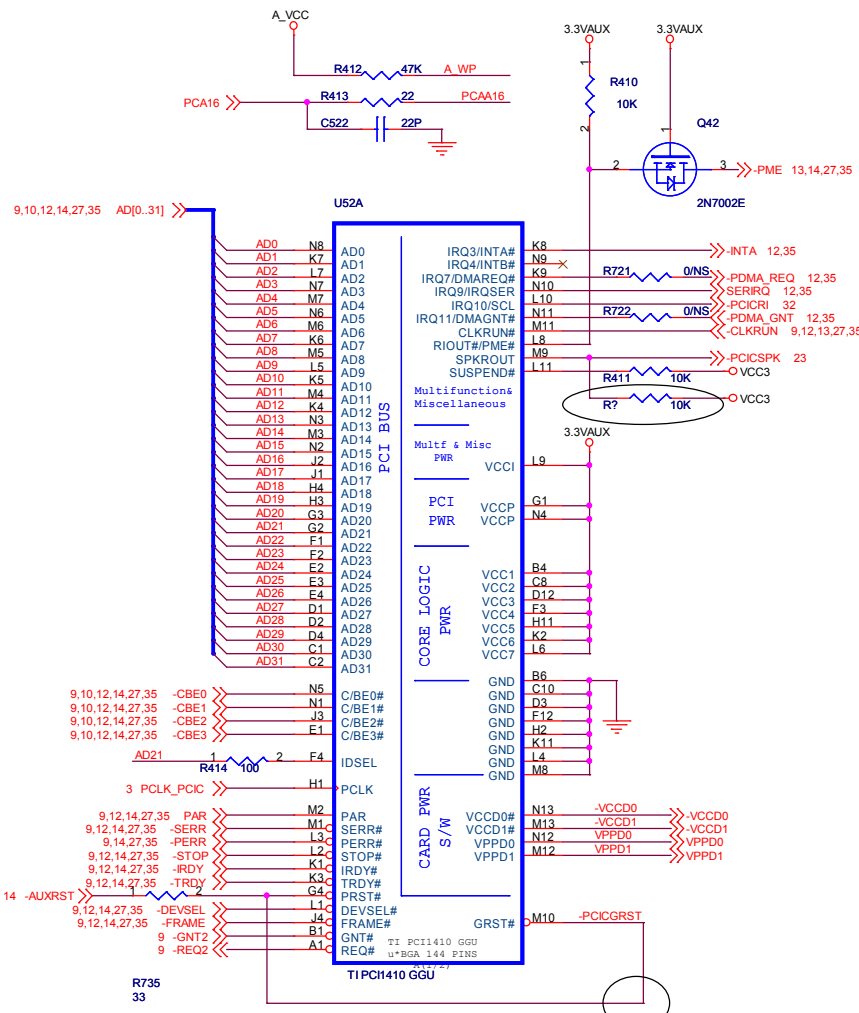 A_VCC
R412 47K A_WP
PCA16 R413 22 PCAA16
C522 22P
3.3VAUX 3.3VAUX
1 R410 10K 2
Q42
1 2 3 -PME 13,14,27,35
2N7002E
U52A
9,10,12,14,27,35 AD[0..31]
AD0 N8 AD0
AD1 K7 AD1
AD2 L7 AD2
AD3 N7 AD3
AD4 M7 AD4
AD5 N6 AD5
AD6 M6 AD6
AD7 K6 AD7
AD8 M5 AD8
AD9 L5 AD9
AD10 K5 AD10
AD11 M4 AD11
AD12 K4 AD12
AD13 N3 AD13
AD14 M3 AD14
AD15 N2 AD15
AD16 J2 AD16
AD17 J1 AD17
AD18 H4 AD18
AD19 H3 AD19
AD20 G3 AD20
AD21 G2 AD21
AD22 F1 AD22
AD23 F2 AD23
AD24 E2 AD24
AD25 E3 AD25
AD26 E4 AD26
AD27 D1 AD27
AD28 D2 AD28
AD29 D4 AD29
AD30 C1 AD30
AD31 C2 AD31
9,10,12,14,27,35 -CBE0 N5 C/BE0#
9,10,12,14,27,35 -CBE1 N1 C/BE1#
9,10,12,14,27,35 -CBE2 J3 C/BE2#
9,10,12,14,27,35 -CBE3 E1 C/BE3#
AD21 1 2 F4 IDSEL
R414 100
3 PCLK_PCIC H1 PCLK
9,12,14,27,35 PAR M2 PAR
9,12,14,27,35 -SERR M1 SERR#
9,14,27,35 -PERR L3 PERR#
9,12,14,27,35 -STOP L2 STOP#
9,12,14,27,35 -IRDY K1 IRDY#
9,12,14,27,35 -TRDY K3 TRDY#
14 -AUXRST 1 2 G4 PRST#
9,12,14,27,35 -DEVSEL L1 DEVSEL#
9,12,14,27,35 -FRAME J4 FRAME#
9 -GNT2 B1 GNT#
9 -REQ2 A1 REQ#
R735
33
PCI BUS
IRQ3/INTA# K8 -INTA 12,35
IRQ4/INTB# N9
IRQ7/DMAREQ# K9 R721 0/NS -PDMA_REQ 12,35
IRQ9/IRQSER N10 SERIRQ 12,35
IRQ10/SCL L10 -PCICRI 32
IRQ11/DMAGNT# N11 R722 0/NS -PDMA_GNT 12,35
CLKRUN# M11 -CLKRUN 9,12,13,27,35
RIOUT#/PME# L8
SPKROUT M9 -PCICSPK 23
SUSPEND# L11 R411 10K VCC3
R? 10K VCC3
Multifunction&
Miscellaneous
3.3VAUX
Multf & Misc
PWR
VCCI L9
PCI
PWR
VCCP G1
VCCP N4
CORE LOGIC
PWR
VCC1 B4
VCC2 C8
VCC3 D12
VCC4 F3
VCC5 H11
VCC6 K2
VCC7 L6
GND B6
GND C10
GND D3
GND F12
GND H2
GND K11
GND L4
GND M8
CARD PWR
S/W
VCCD0# N13 -VCCD0 -VCCD0
VCCD1# M13 -VCCD1 -VCCD1
VPPD0 N12 VPPD0 VPPD0
VPPD1 M12 VPPD1 VPPD1
GRST# M10 -PCICGRST
TI PCI1410 GGU
u*BGA 144 PINS
A(1/2)
TI PCI1410 GGU